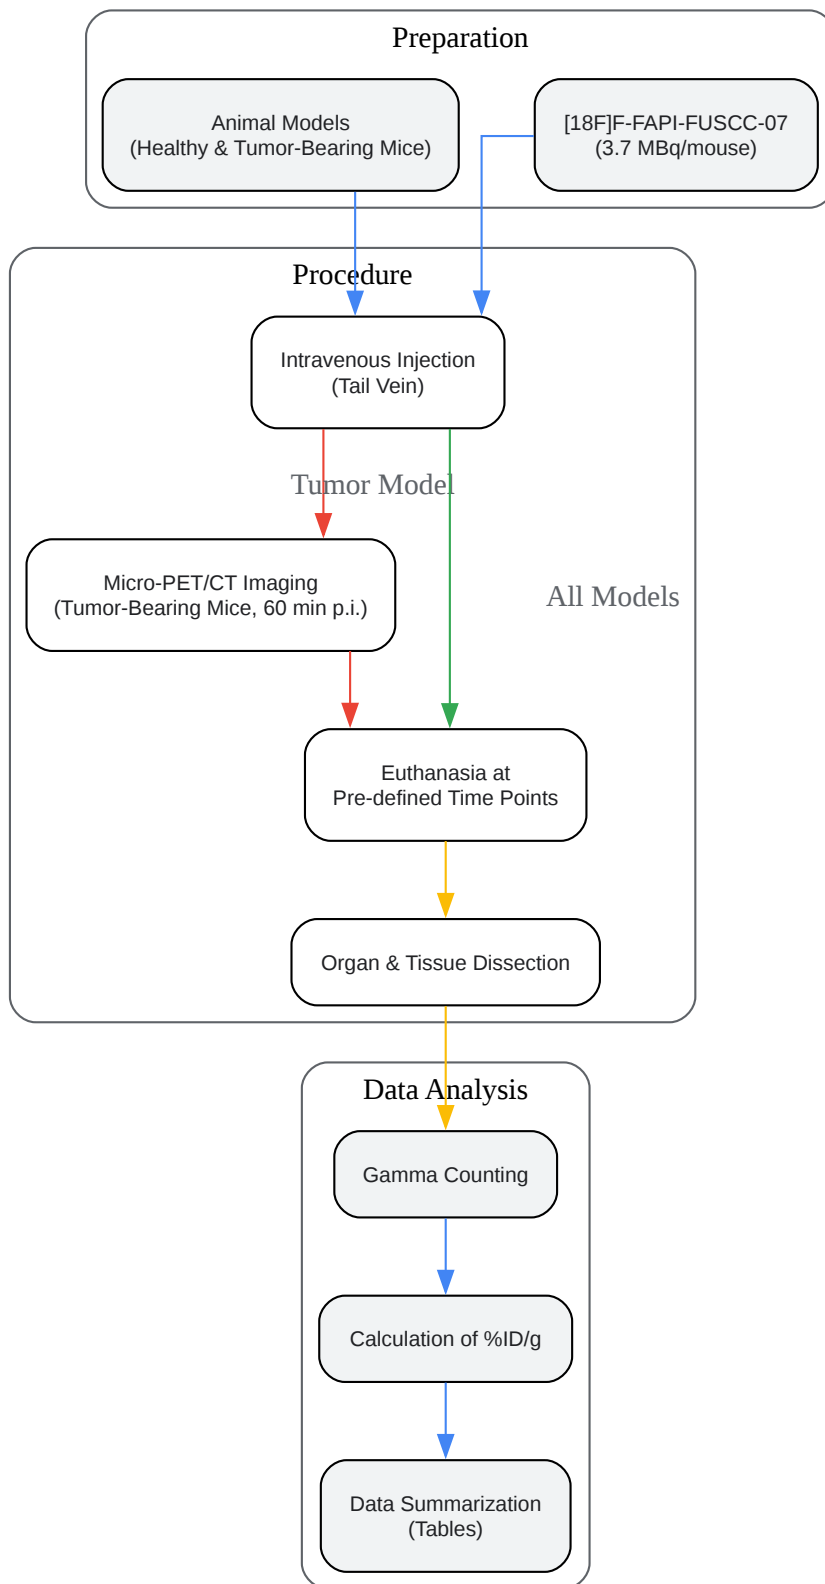 Preparation
Animal Models
(Healthy & Tumor-Bearing Mice)
[18F]F-FAPI-FUSCC-07
(3.7 MBq/mouse)
Procedure
Intravenous Injection
(Tail Vein)
Tumor Model
Micro-PET/CT Imaging
(Tumor-Bearing Mice, 60 min p.i.)
All Models
Euthanasia at
Pre-defined Time Points
Organ & Tissue Dissection
Data Analysis
Gamma Counting
Calculation of %ID/g
Data Summarization
(Tables)